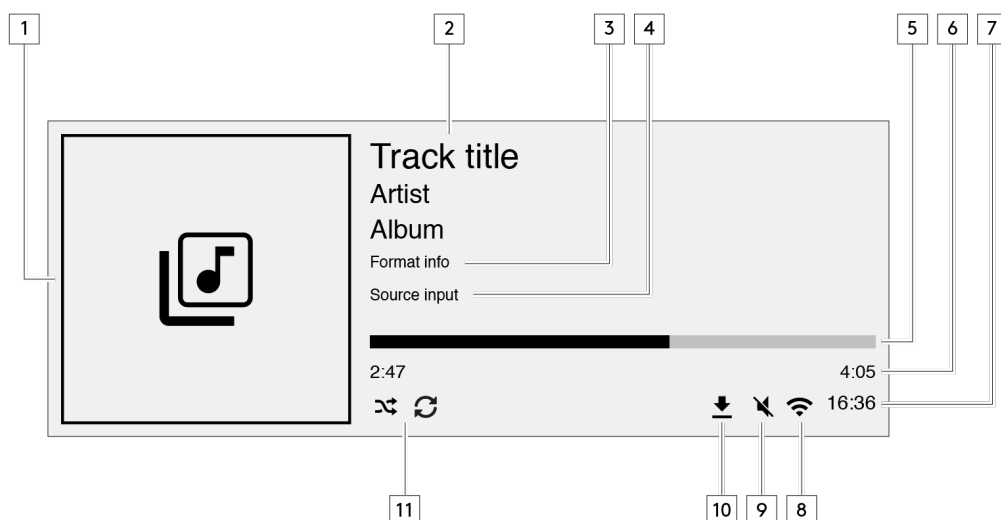 1 2 3 4 5 6 7
Track title
Artist
Album
Format info
Source input
2:47 4:05
16:36
11 10 9 8